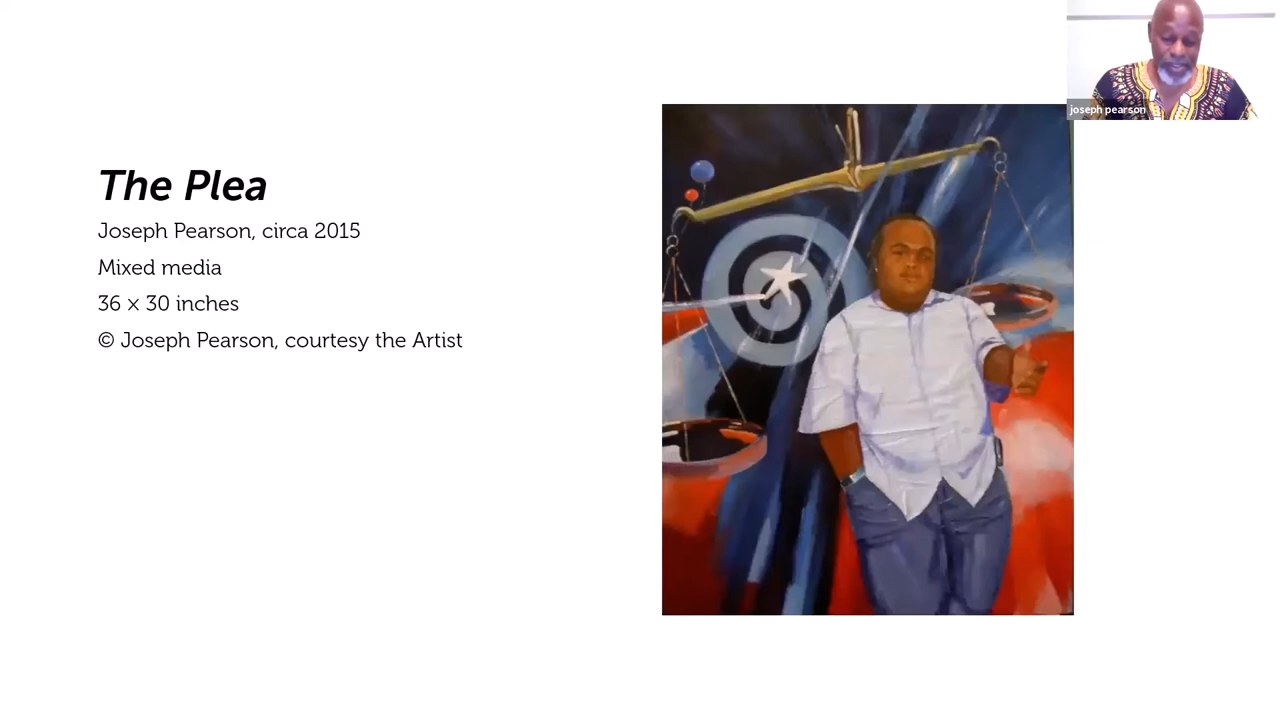 The Plea
Joseph Pearson, circa 2015
Mixed media
36 × 30 inches
© Joseph Pearson, courtesy the Artist
joseph pearson